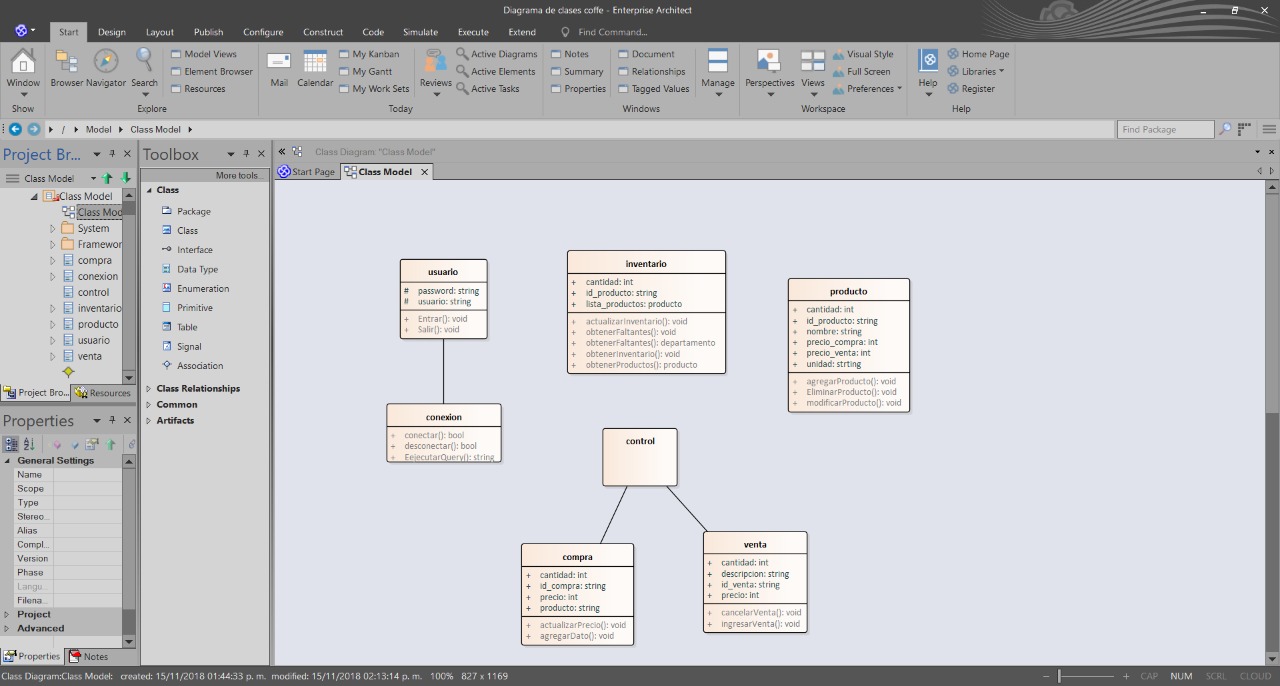 Diagrama de clases coffe - Enterprise Architect
Start Design Layout Publish Configure Construct Code Simulate Execute Extend Find Command...
Window Browser Navigator Search Model Views Element Browser Resources
Mail Calendar My Kanban My Gantt My Work Sets Reviews Active Diagrams Active Elements Active Tasks
Notes Summary Properties Document Relationships Tagged Values Manage
Perspectives Views Visual Style Full Screen Preferences Help Home Page Libraries Register
Show Explore Today Windows Workspace Help
/ Model Class Model Find Package
Project Br...
Class Model
Class Model
Class Mod
System
Framewor
compra
conexion
control
inventario
producto
usuario
venta
Project Bro... Resources
Properties
General Settings
Name
Scope
Type
Stereo...
Alias
Compl...
Version
Phase
Langu...
Filena...
Project
Advanced
Properties Notes
Toolbox
More tools...
Class
Package
Class
Interface
Data Type
Enumeration
Primitive
Table
Signal
Association
Class Relationships
Common
Artifacts
Class Diagram: "Class Model"
Start Page Class Model
usuario
# password: string
# usuario: string
+ Entrar(): void
+ Salir(): void
inventario
+ cantidad: int
+ id_producto: string
+ lista_productos: producto
+ actualizarInventario(): void
+ obtenerFaltantes(): void
+ obtenerFaltantes(): departamento
+ obtenerInventario(): void
+ obtenerProductos(): producto
producto
+ cantidad: int
+ id_producto: string
+ nombre: string
+ precio_compra: int
+ precio_venta: int
+ unidad: strting
+ agregarProducto(): void
+ EliminarProducto(): void
+ modificarProducto(): void
conexion
+ conectar(): bool
+ desconectar(): bool
+ EejecutarQuery(): string
control
compra
+ cantidad: int
+ id_compra: string
+ precio: int
+ producto: string
+ actualizarPrecio(): void
+ agregarDato(): void
venta
+ cantidad: int
+ descripcion: string
+ id_venta: string
+ precio: int
+ cancelarVenta(): void
+ ingresarVenta(): void
Class Diagram:Class Model: created: 15/11/2018 01:44:33 p. m. modified: 15/11/2018 02:13:14 p. m. 100% 827 x 1169 CAP NUM SCRL CLOUD